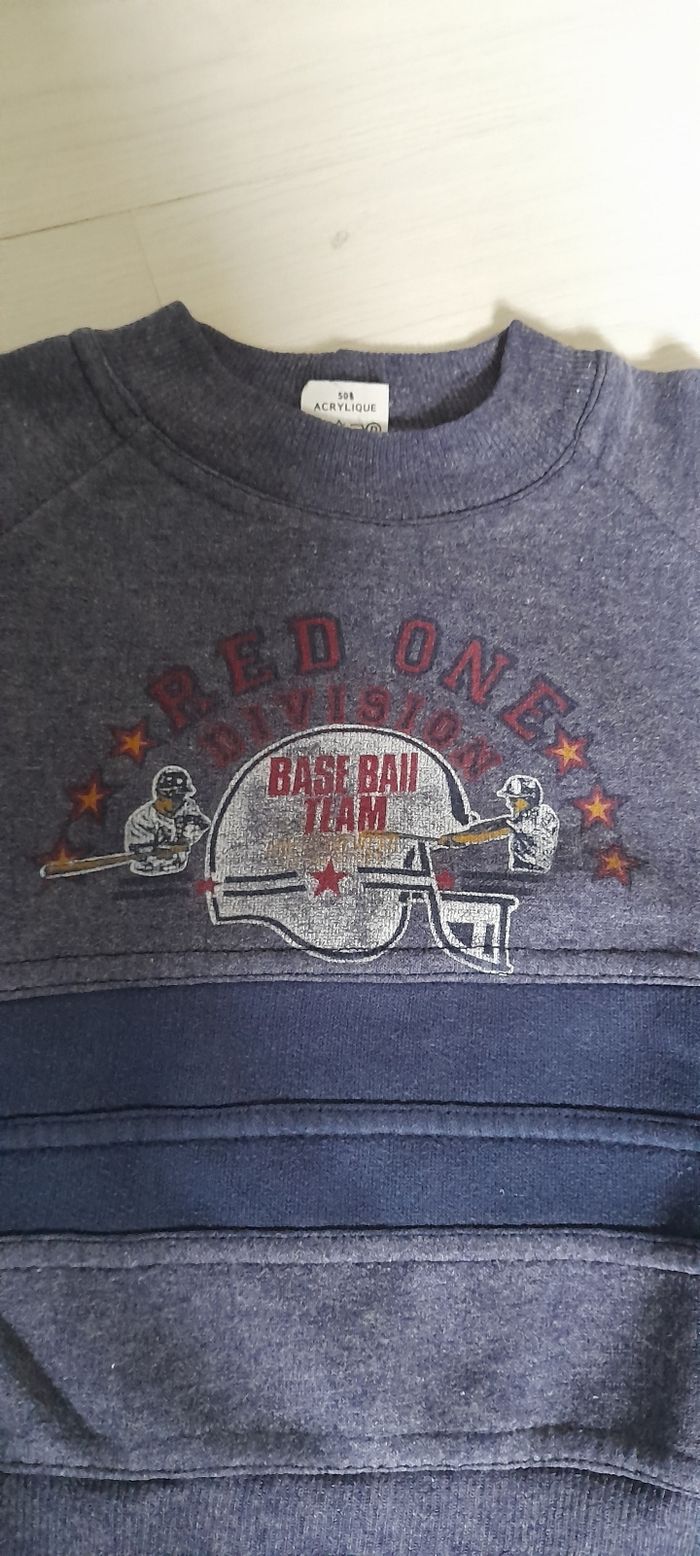 50%
ACRYLIQUE
RED ONE
DIVISION
BASE BAll
TEAM